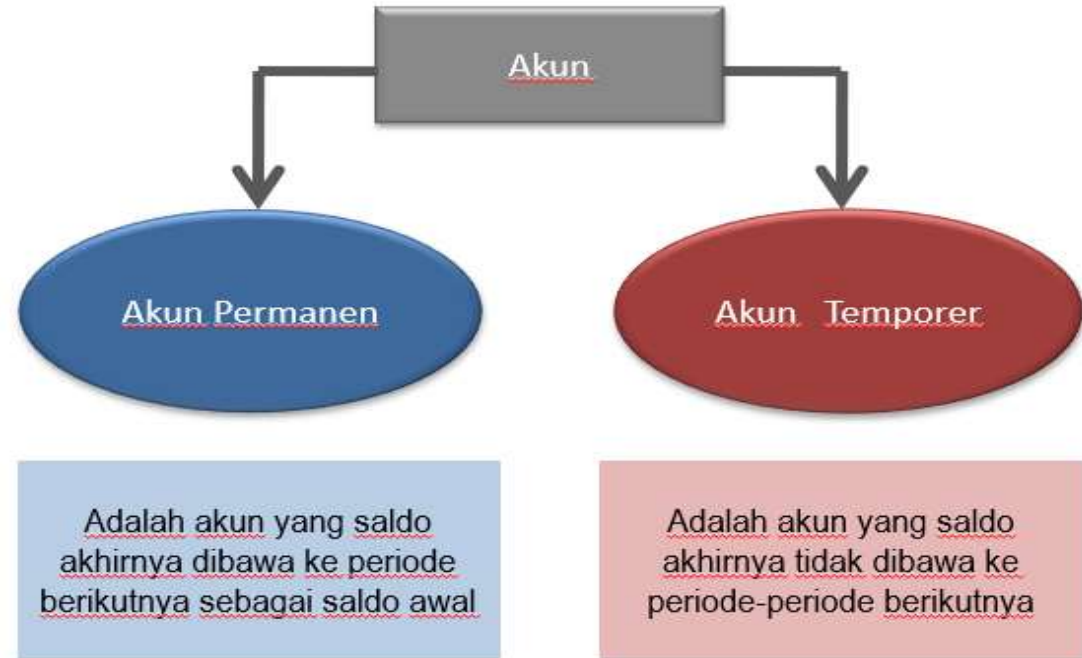 Akun
Akun Permanen
Akun Temporer
Adalah akun yang saldo
akhirnya dibawa ke periode
berikutnya sebagai saldo awal
Adalah akun yang saldo
akhirnya tidak dibawa ke
periode-periode berikutnya